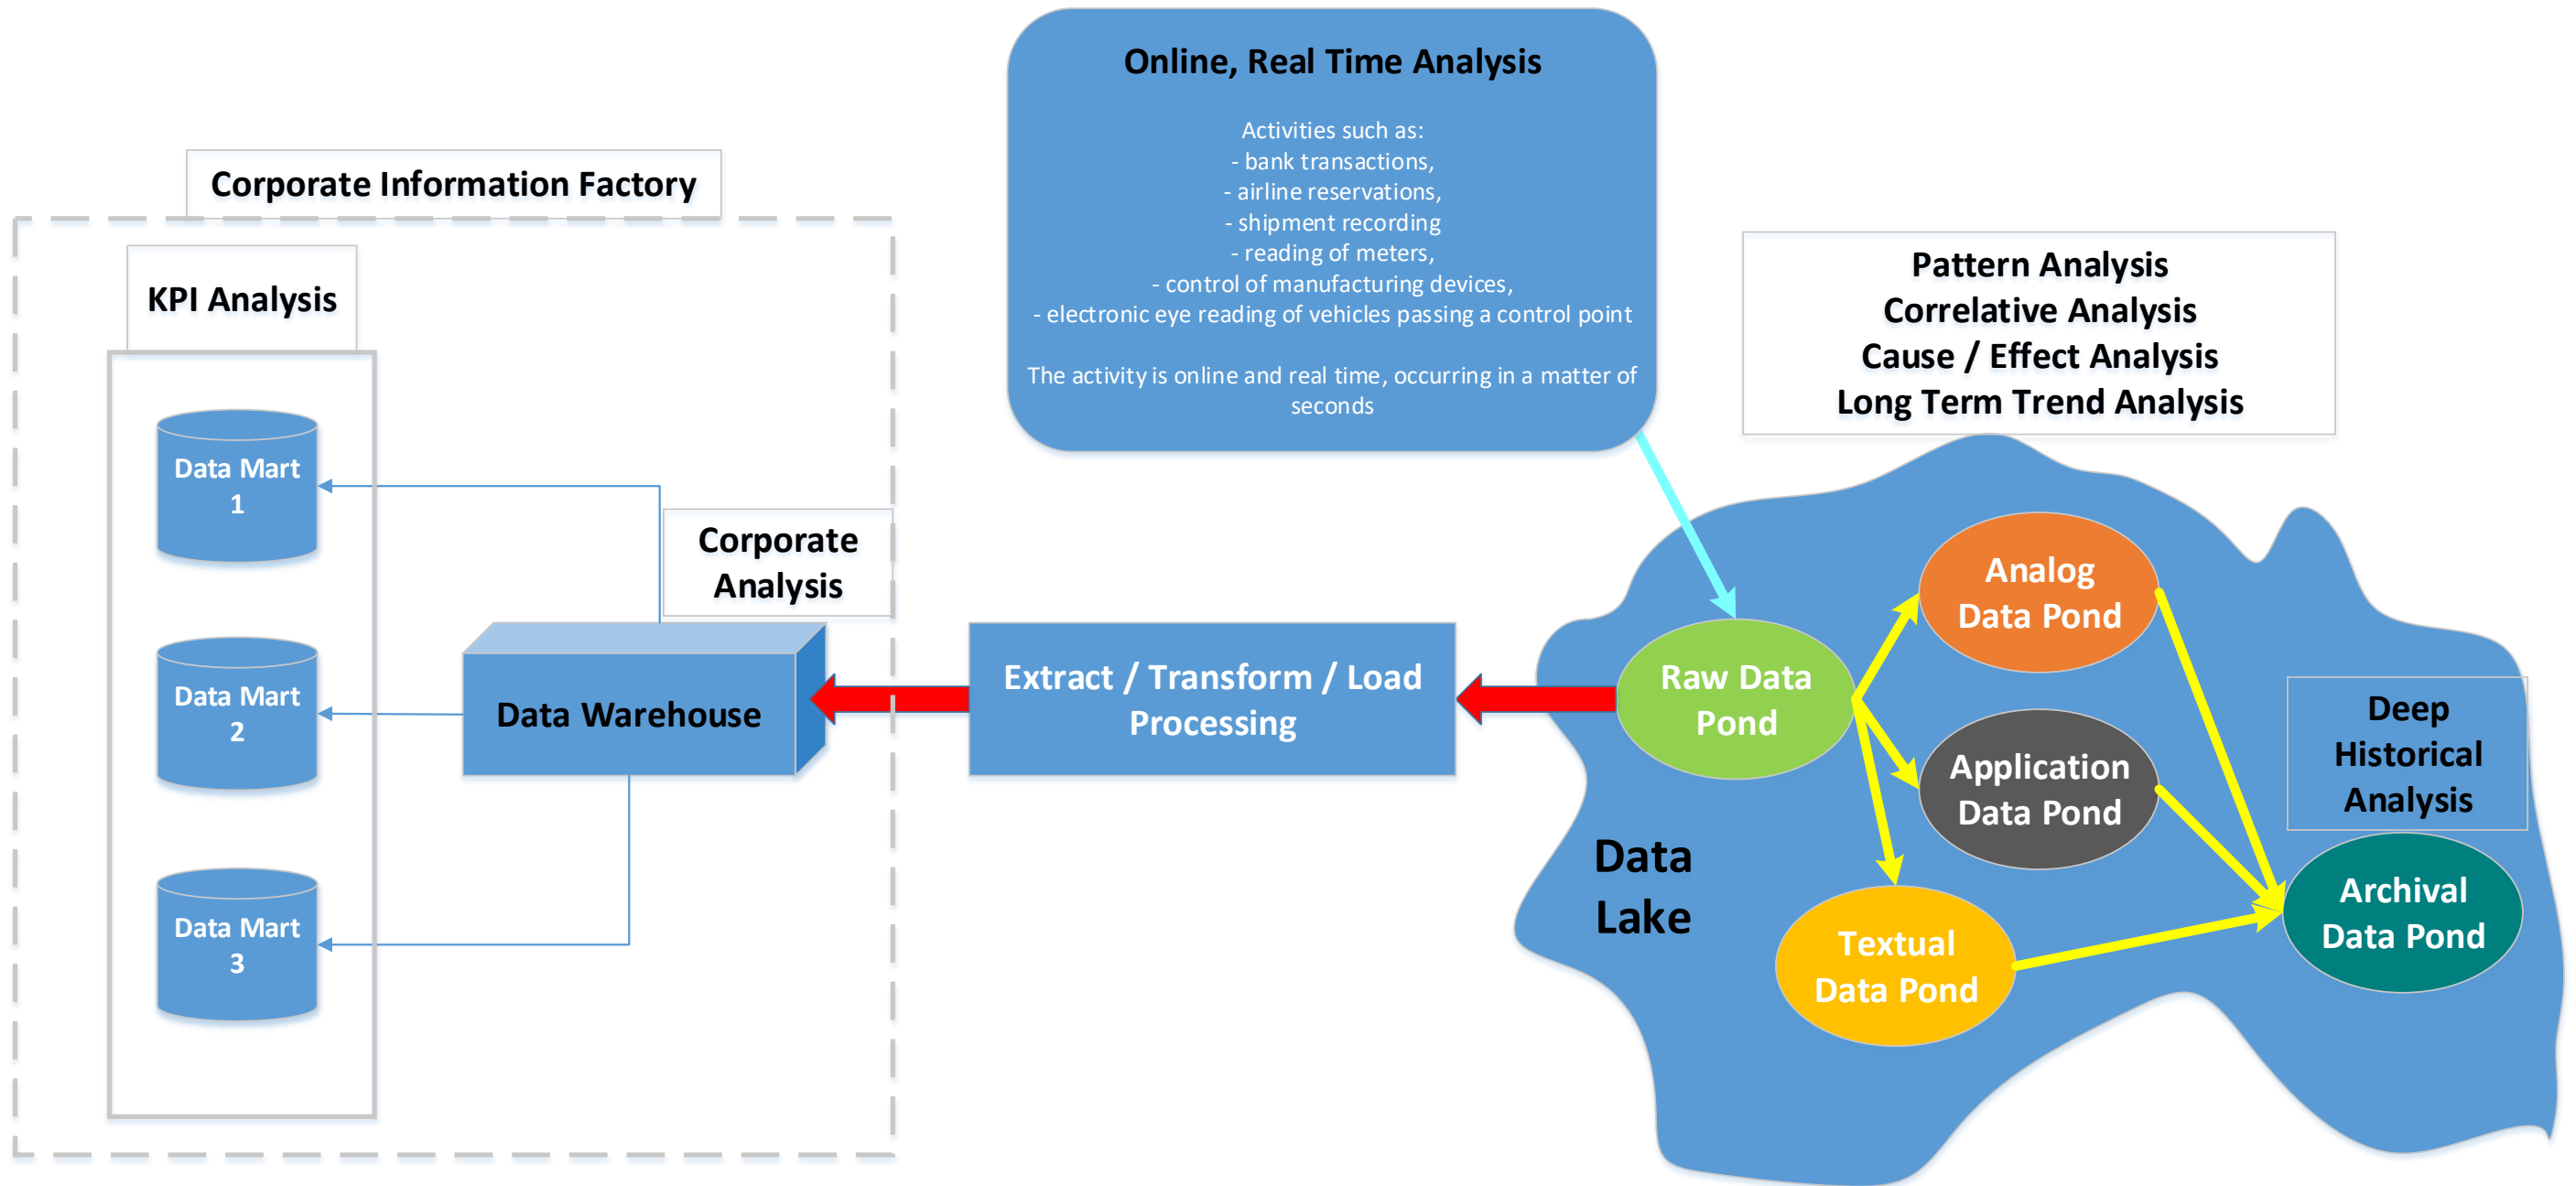 Online, Real Time Analysis
Activities such as:
- bank transactions,
- airline reservations,
- shipment recording
- reading of meters,
- control of manufacturing devices,
- electronic eye reading of vehicles passing a control point
The activity is online and real time, occurring in a matter of
seconds
Corporate Information Factory
KPI Analysis
Data Mart
1
Data Mart
2
Data Mart
3
Corporate
Analysis
Data Warehouse
Extract / Transform / Load
Processing
Pattern Analysis
Correlative Analysis
Cause / Effect Analysis
Long Term Trend Analysis
Raw Data
Pond
Analog
Data Pond
Application
Data Pond
Textual
Data Pond
Data
Lake
Deep
Historical
Analysis
Archival
Data Pond